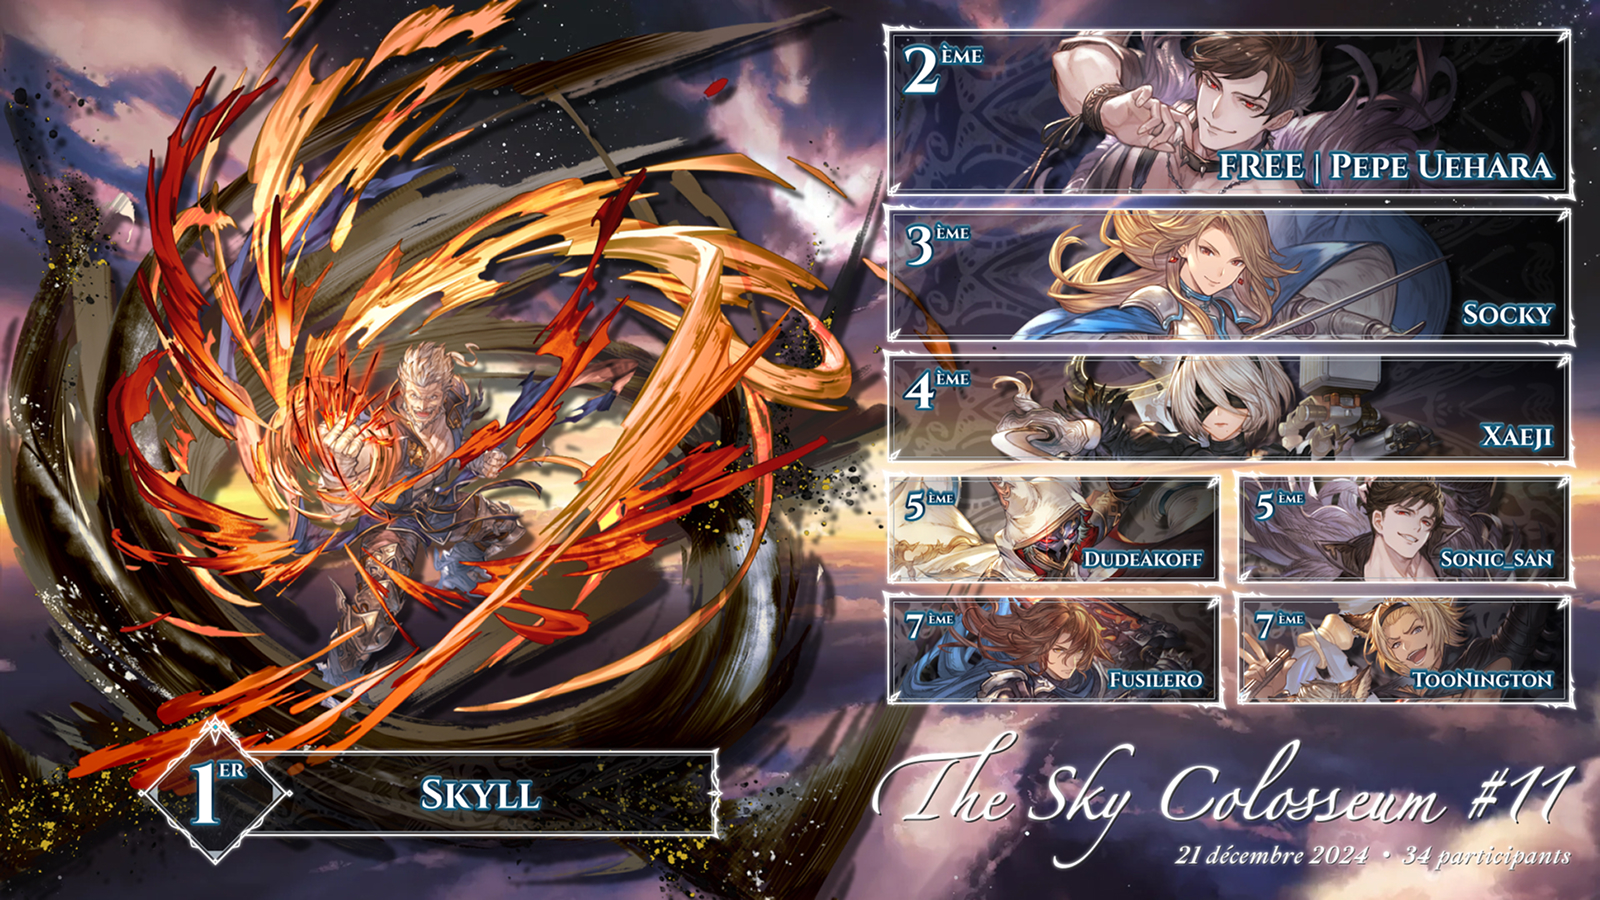 1ER
SKYLL
2ÈME
FREE | PEPE UEHARA
3ÈME
SOCKY
4ÈME
XAEJI
5ÈME
DUDEAKOFF
5ÈME
SONIC_SAN
7ÈME
FUSILERO
7ÈME
TOONINGTON
The Sky Colosseum #11
21 décembre 2024 • 34 participants